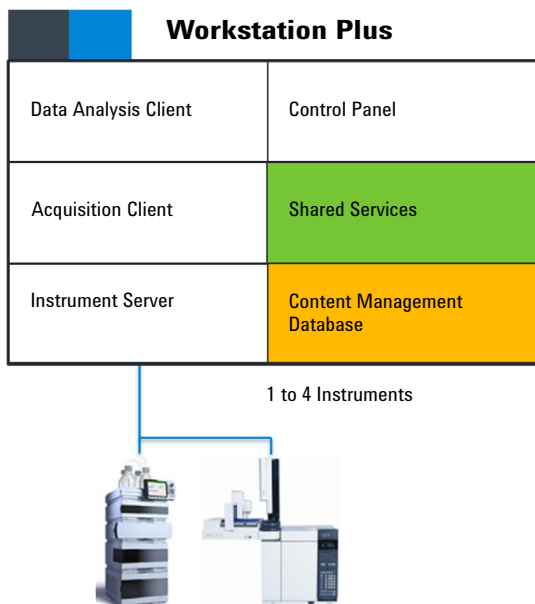 Workstation Plus
Data Analysis Client
Control Panel
Acquisition Client
Shared Services
Instrument Server
Content Management
Database
1 to 4 Instruments